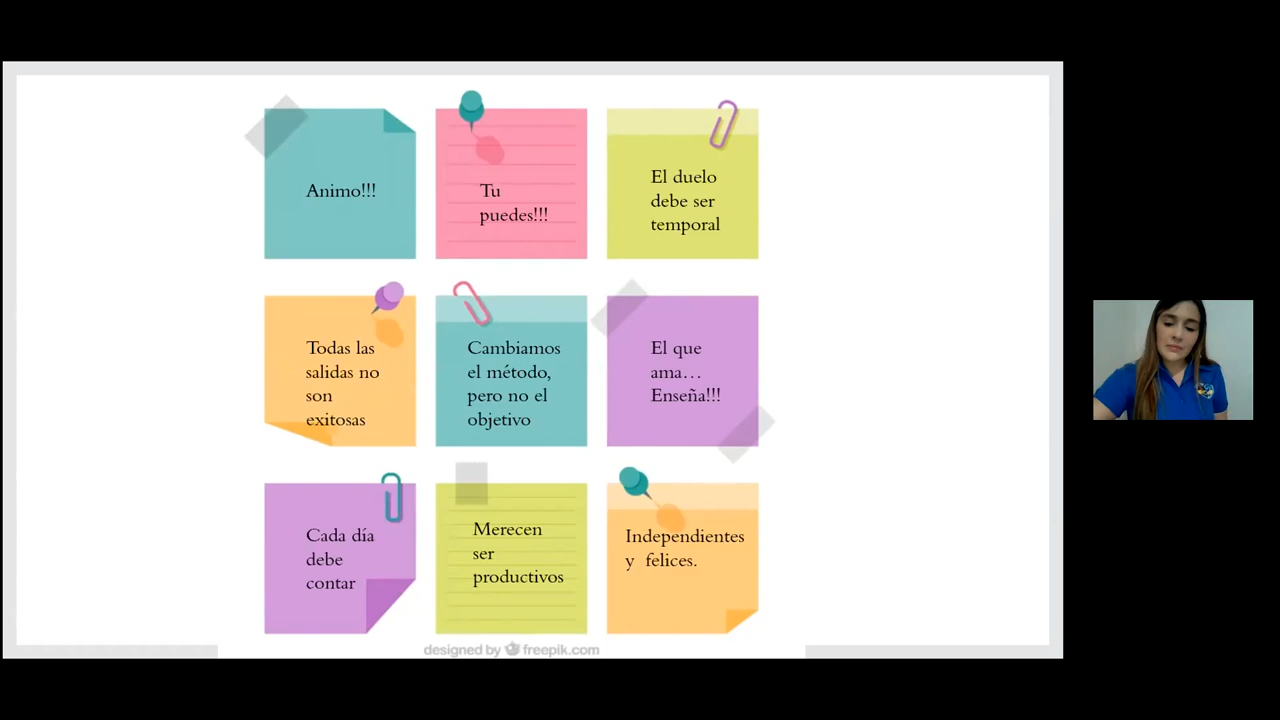 Animo!!!
Tu
puedes!!!
El duelo
debe ser
temporal
Todas las
salidas no
son
exitosas
Cambiamos
el método,
pero no el
objetivo
El que
ama…
Enseña!!!
Cada día
debe
contar
Merecen
ser
productivos
Independientes
y felices.
designed by freepik.com